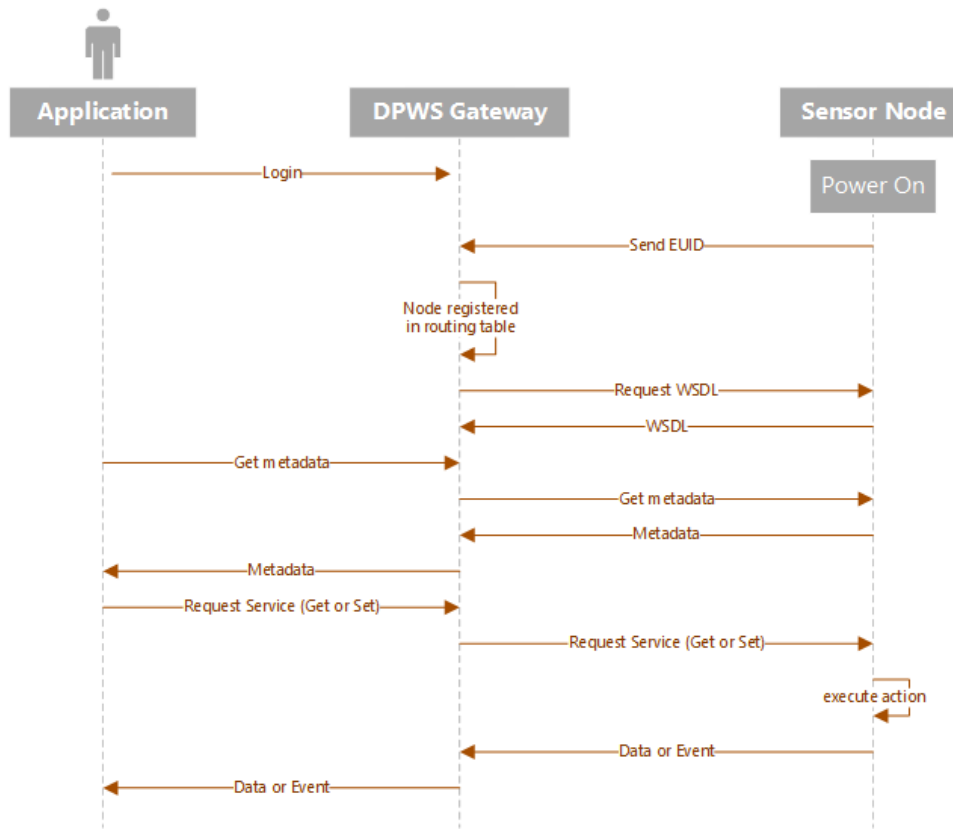 Application
DPWS Gateway
Sensor Node
Login
Power On
Send EUID
Node registered
in routing table
Request WSDL
WSDL
Get metadata
Get metadata
Metadata
Metadata
Request Service (Get or Set)
Request Service (Get or Set)
execute action
Data or Event
Data or Event